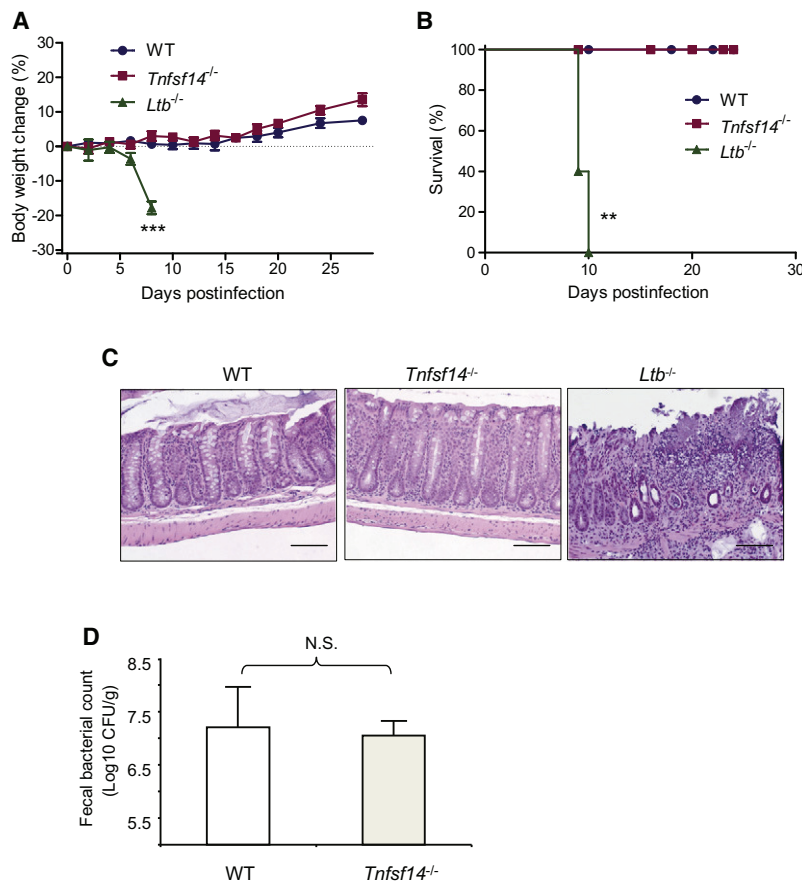 A
Body weight change (%)
30
20
10
0
-10
-20
-30
WT
Tnfsf14-/-
Ltb-/-
***
0 5 10 15 20 25
Days postinfection
B
Survival (%)
100
80
60
40
20
0
WT
Tnfsf14-/-
Ltb-/-
**
0 10 20 30
Days postinfection
C
WT
Tnfsf14-/-
Ltb-/-
D
N.S.
Fecal bacterial count
(Log10 CFU/g)
8.5
7.5
6.5
5.5
WT
Tnfsf14-/-